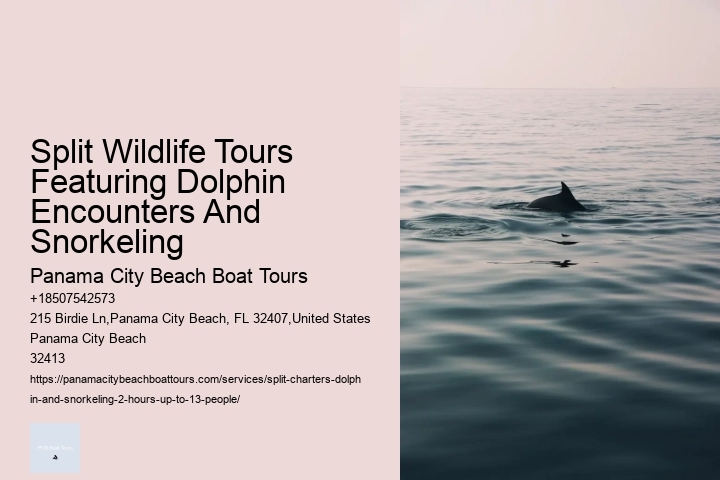 Split Wildlife Tours
Featuring Dolphin
Encounters And
Snorkeling
Panama City Beach Boat Tours
+18507542573
215 Birdie Ln,Panama City Beach, FL 32407,United States
Panama City Beach
32413
https://panamacitybeachboattours.com/services/split-charters-dolph
in-and-snorkeling-2-hours-up-to-13-people/